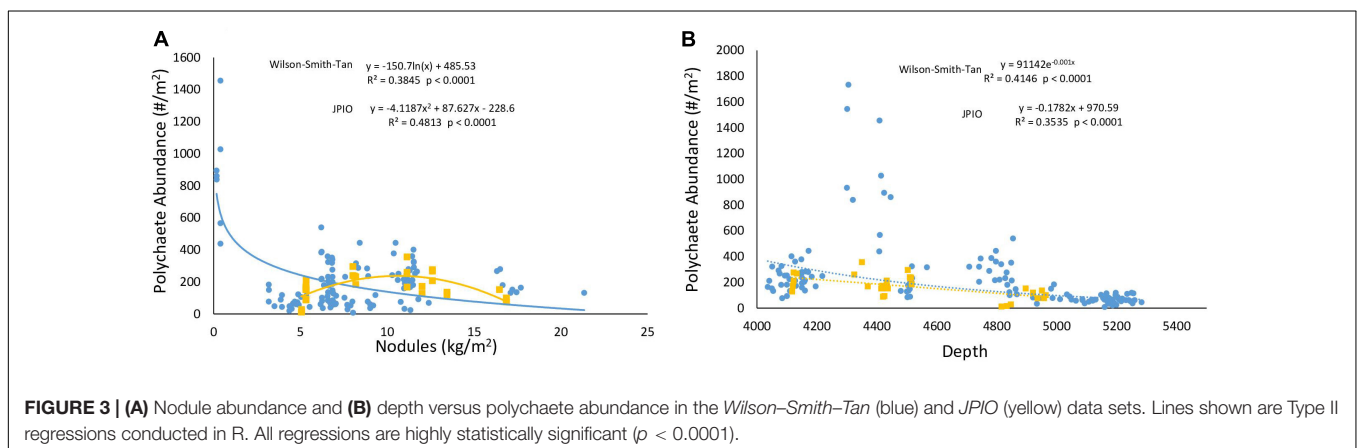 A
Polychaete Abundance (#/m²)
1600
1400
1200
1000
800
600
400
200
0
Wilson-Smith-Tan y = -150.7ln(x) + 485.53
R² = 0.3845 p < 0.0001
JPIO y = -4.1187x² + 87.627x - 228.6
R² = 0.4813 p < 0.0001
0 5 10 15 20 25
Nodules (kg/m²)
B
Polychaete Abundance (#/m²)
2000
1800
1600
1400
1200
1000
800
600
400
200
0
Wilson-Smith-Tan y = 91142e^-0.001x
R² = 0.4146 p < 0.0001
JPIO y = -0.1782x + 970.59
R² = 0.3535 p < 0.0001
4000 4200 4400 4600 4800 5000 5200 5400
Depth
FIGURE 3 | (A) Nodule abundance and (B) depth versus polychaete abundance in the Wilson–Smith–Tan (blue) and JPIO (yellow) data sets. Lines shown are Type II
regressions conducted in R. All regressions are highly statistically significant (p < 0.0001).